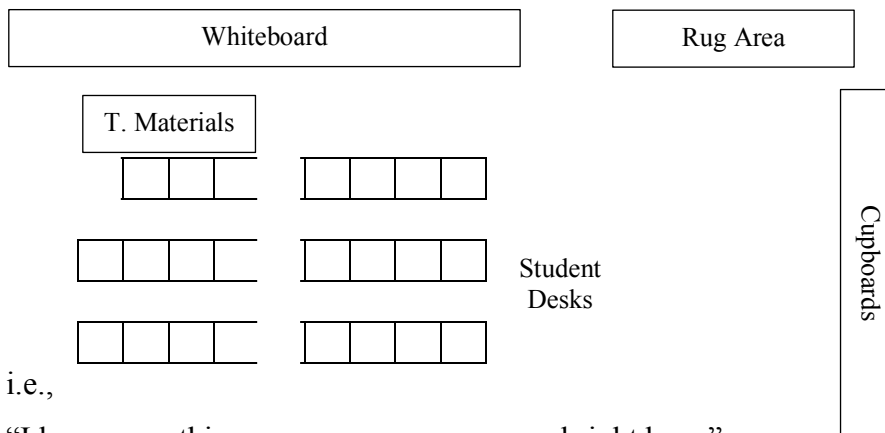 Whiteboard
Rug Area
T. Materials
Student
Desks
Cupboards
i.e.,